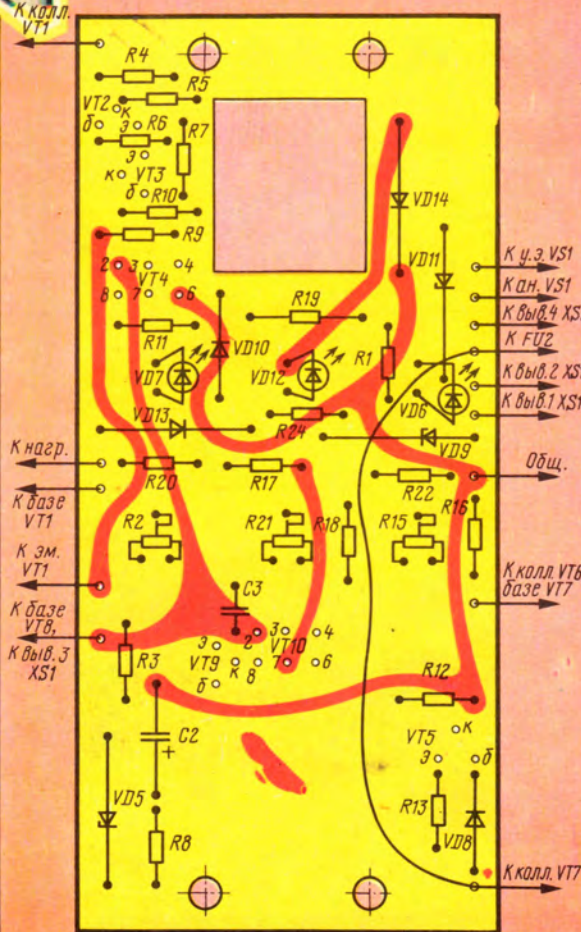 К колл.
VT1
R4
R5
VT2
к
б
э
R6
R7
э
к
VT3
б
R10
R9
2
3
4
VT4
8
7
6
R11
VD7
VD10
R19
VD12
R1
VD14
VD11
VD6
VD13
R24
VD9
R20
R17
R22
R16
R2
R21
R18
R15
C3
э
2
3
4
VT10
VT9
к
8
7
6
б
R3
R12
C2
+
VT5
к
э
б
VD5
R8
R13
VD8
К нагр.
К базе
VT1
К эм.
VT1
К базе
VT8,
К выв.3
XS1
К у.э. VS1
К ан. VS1
К выв.4 XS1
К FU2
К выв.2 XS1
К выв.1 XS1
Общ.
К колл. VT6
базе VT7
К колл. VT7